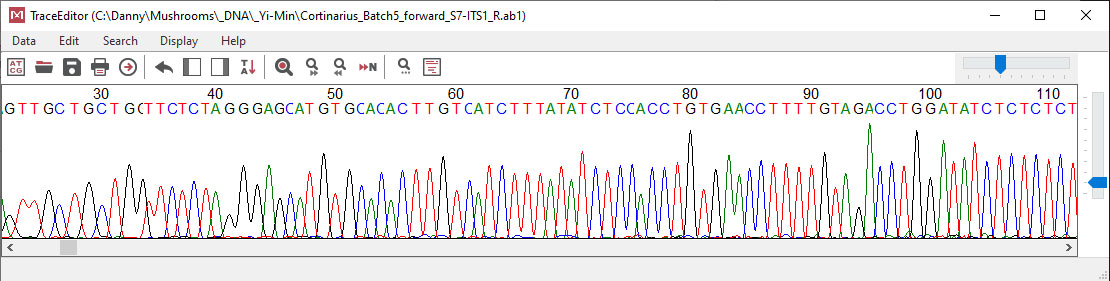 TraceEditor (C:\Danny\Mushrooms\_DNA\_Yi-Min\Cortinarius_Batch5_forward_S7-ITS1_R.ab1)
Data Edit Search Display Help
30 40 50 60 70 80 90 100 110
GTTGCTGCTGCTTCTCTAGGGAGCATGTGCACACTTGTCATCTTTATATCTCCACCTGTGAACCTTTTGTAGACCTGGATATCTCTCTCT